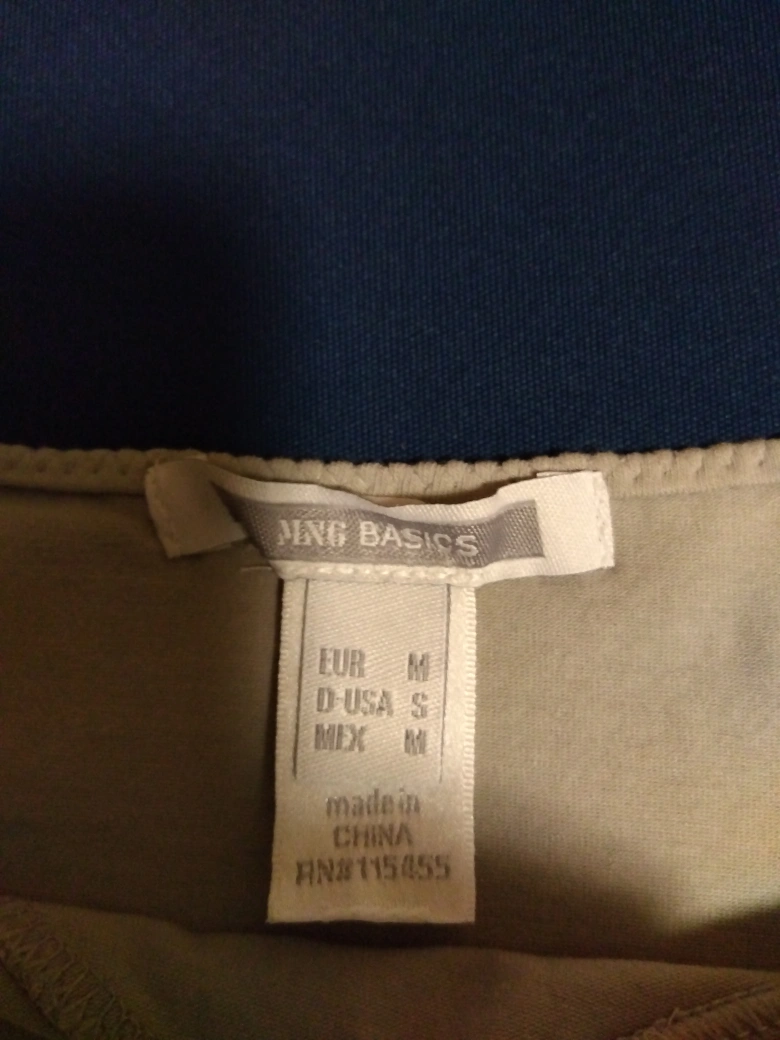 MNG BASICS
EUR M
D-USA S
MEX M
made in
CHINA
RN#115455